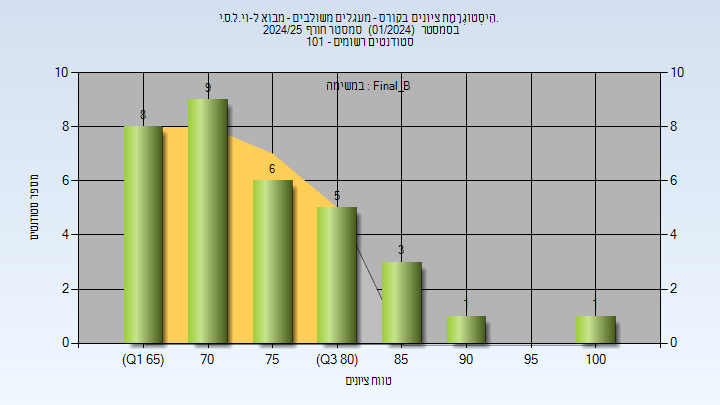 היסטוגרמת ציונים בקורס - מעגלים משולבים - מבוא ל-וי.ל.ס.י.
בסמסטר (01/2024) סמסטר חורף 2024/25
סטודנטים רשומים - 101
במשימה : Final_B
10 10
8 8
6 6
4 4
2 2
0 0
8 9 6 5 3 1 1
מספר סטודנטים
(Q1 65) 70 75 (Q3 80) 85 90 95 100
טווח ציונים